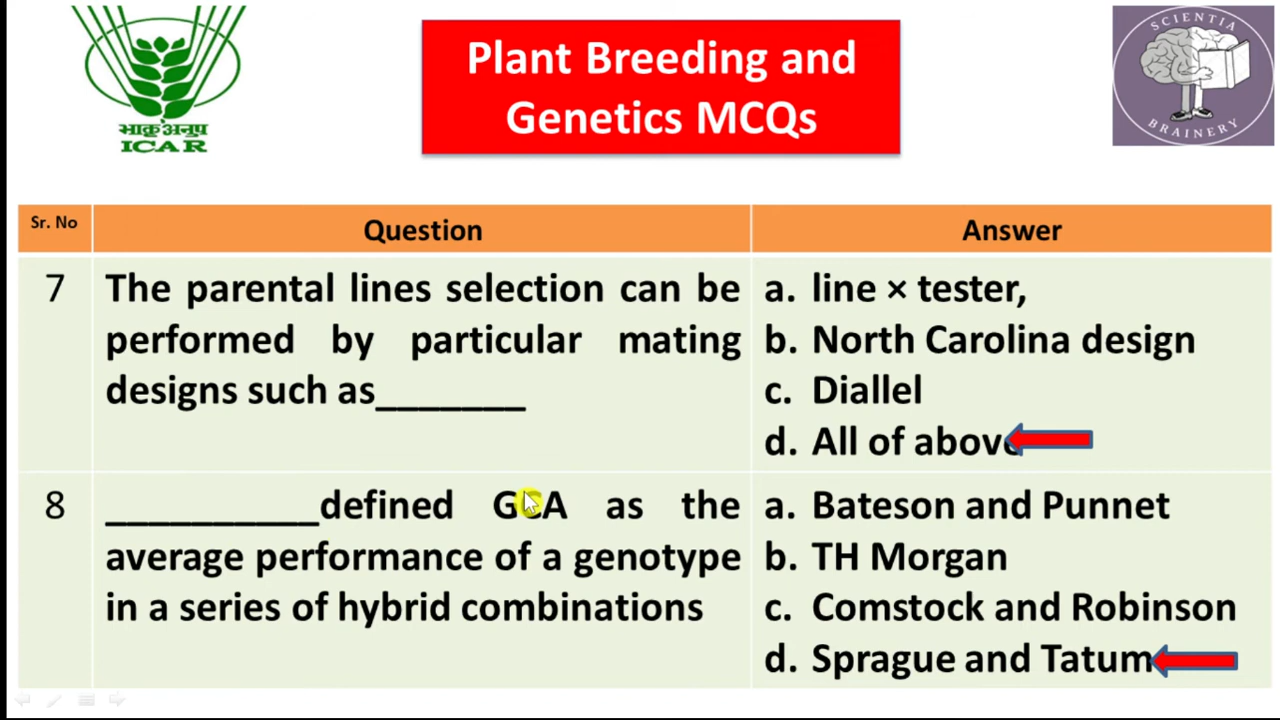 भाकृअनुप
ICAR
Plant Breeding and
Genetics MCQs
SCIENTIA
BRAINERY
Sr. No
Question
Answer
7
The parental lines selection can be
performed by particular mating
designs such as_______
a. line × tester,
b. North Carolina design
c. Diallel
d. All of above
8
__________defined GCA as the
average performance of a genotype
in a series of hybrid combinations
a. Bateson and Punnet
b. TH Morgan
c. Comstock and Robinson
d. Sprague and Tatum